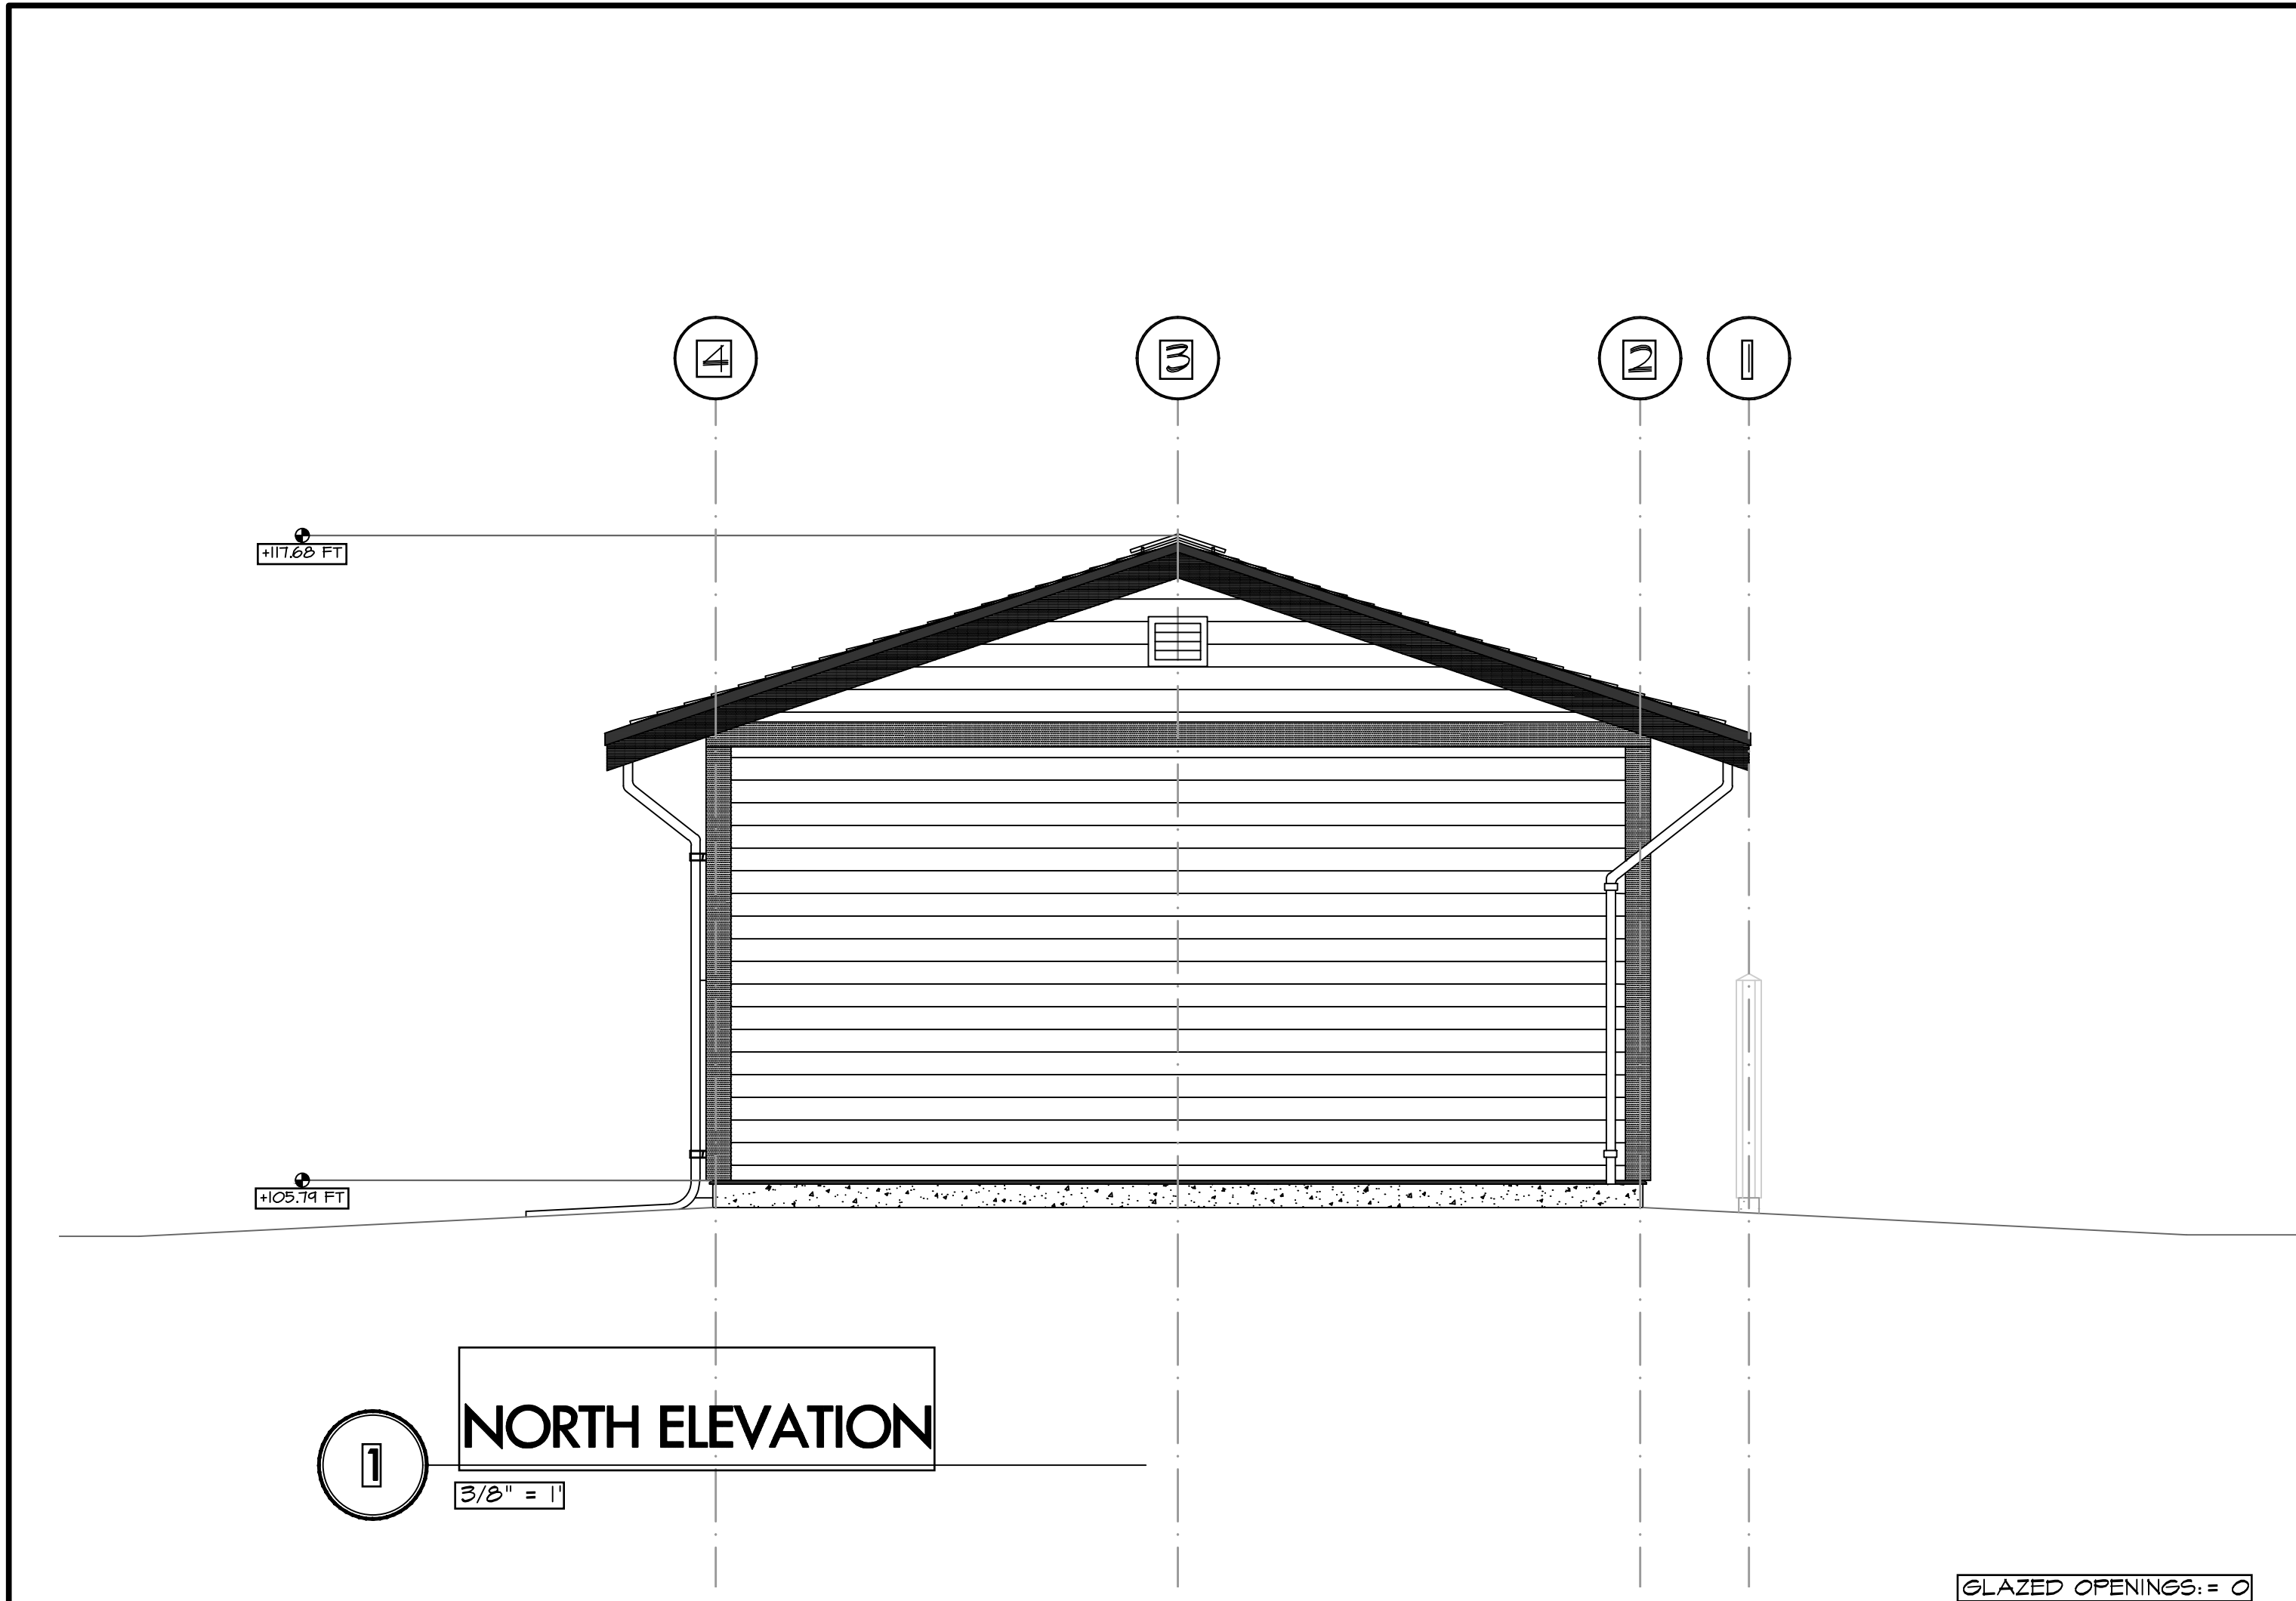 4 3 2 1
+117.68 FT
+105.79 FT
NORTH ELEVATION
1
3/8" = 1'
GLAZED OPENINGS: = 0